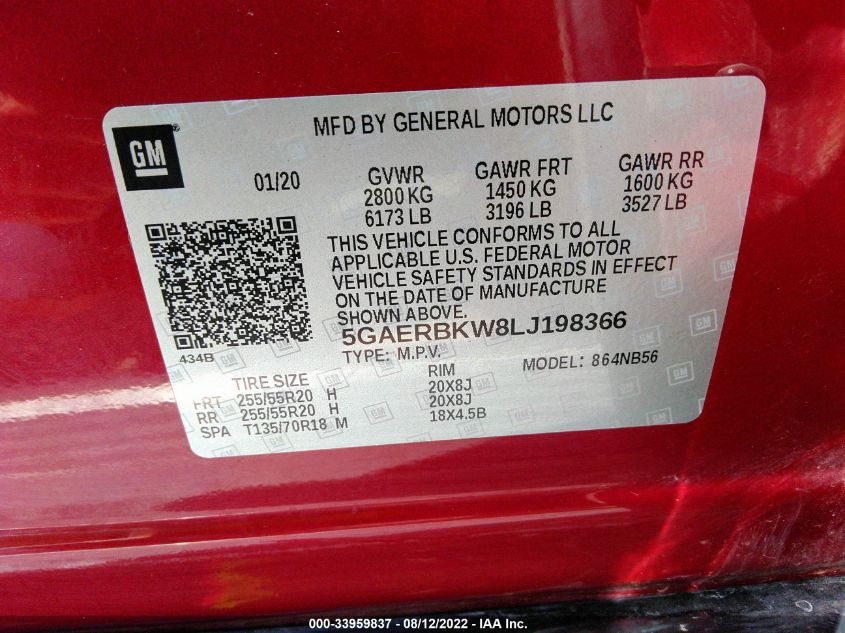 MFD BY GENERAL MOTORS LLC
GM
01/20
GVWR GAWR FRT GAWR RR
2800 KG 1450 KG 1600 KG
6173 LB 3196 LB 3527 LB
THIS VEHICLE CONFORMS TO ALL
APPLICABLE U.S. FEDERAL MOTOR
VEHICLE SAFETY STANDARDS IN EFFECT
ON THE DATE OF MANUFACTURE
SHOWN ABOVE.
5GAERBKW8LJ198366
434B
TYPE: M.P.V. MODEL: 864NB56
TIRE SIZE RIM
FRT 255/55R20 H 20X8J
RR 255/55R20 H 20X8J
SPA T135/70R18 M 18X4.5B
000-33959837 - 08/12/2022 - IAA Inc.